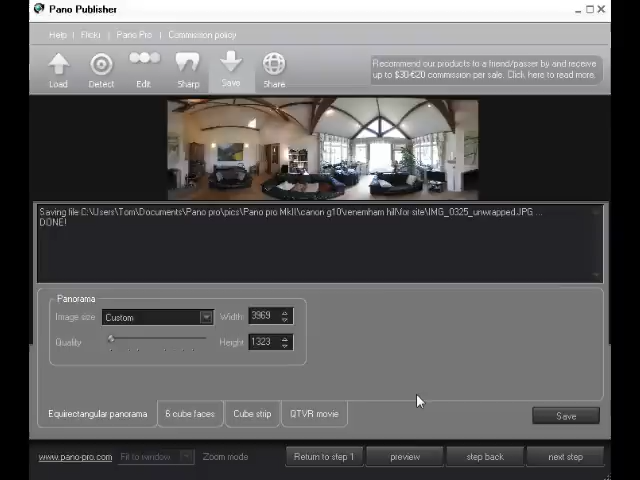 Pano Publisher
Help | Flickr | Pano Pro | Commission policy
Load Detect Edit Sharp Save Share
Recommend our products to a friend/passer by and receive
up to $30-€20 commission per sale. Click here to read more.
Saving file C:\Users\Tom\Documents\Pano pro\pics\Pano pro MkII\canon g10\renemham hill\for site\IMG_0325_unwrapped.JPG ...
DONE!
Panorama
Image size Custom Width: 3969
Quality Height 1323
Equirectangular panorama 6 cube faces Cube strip QTVR movie Save
www.pano-pro.com Fit to window Zoom mode Return to step 1 preview step back next step